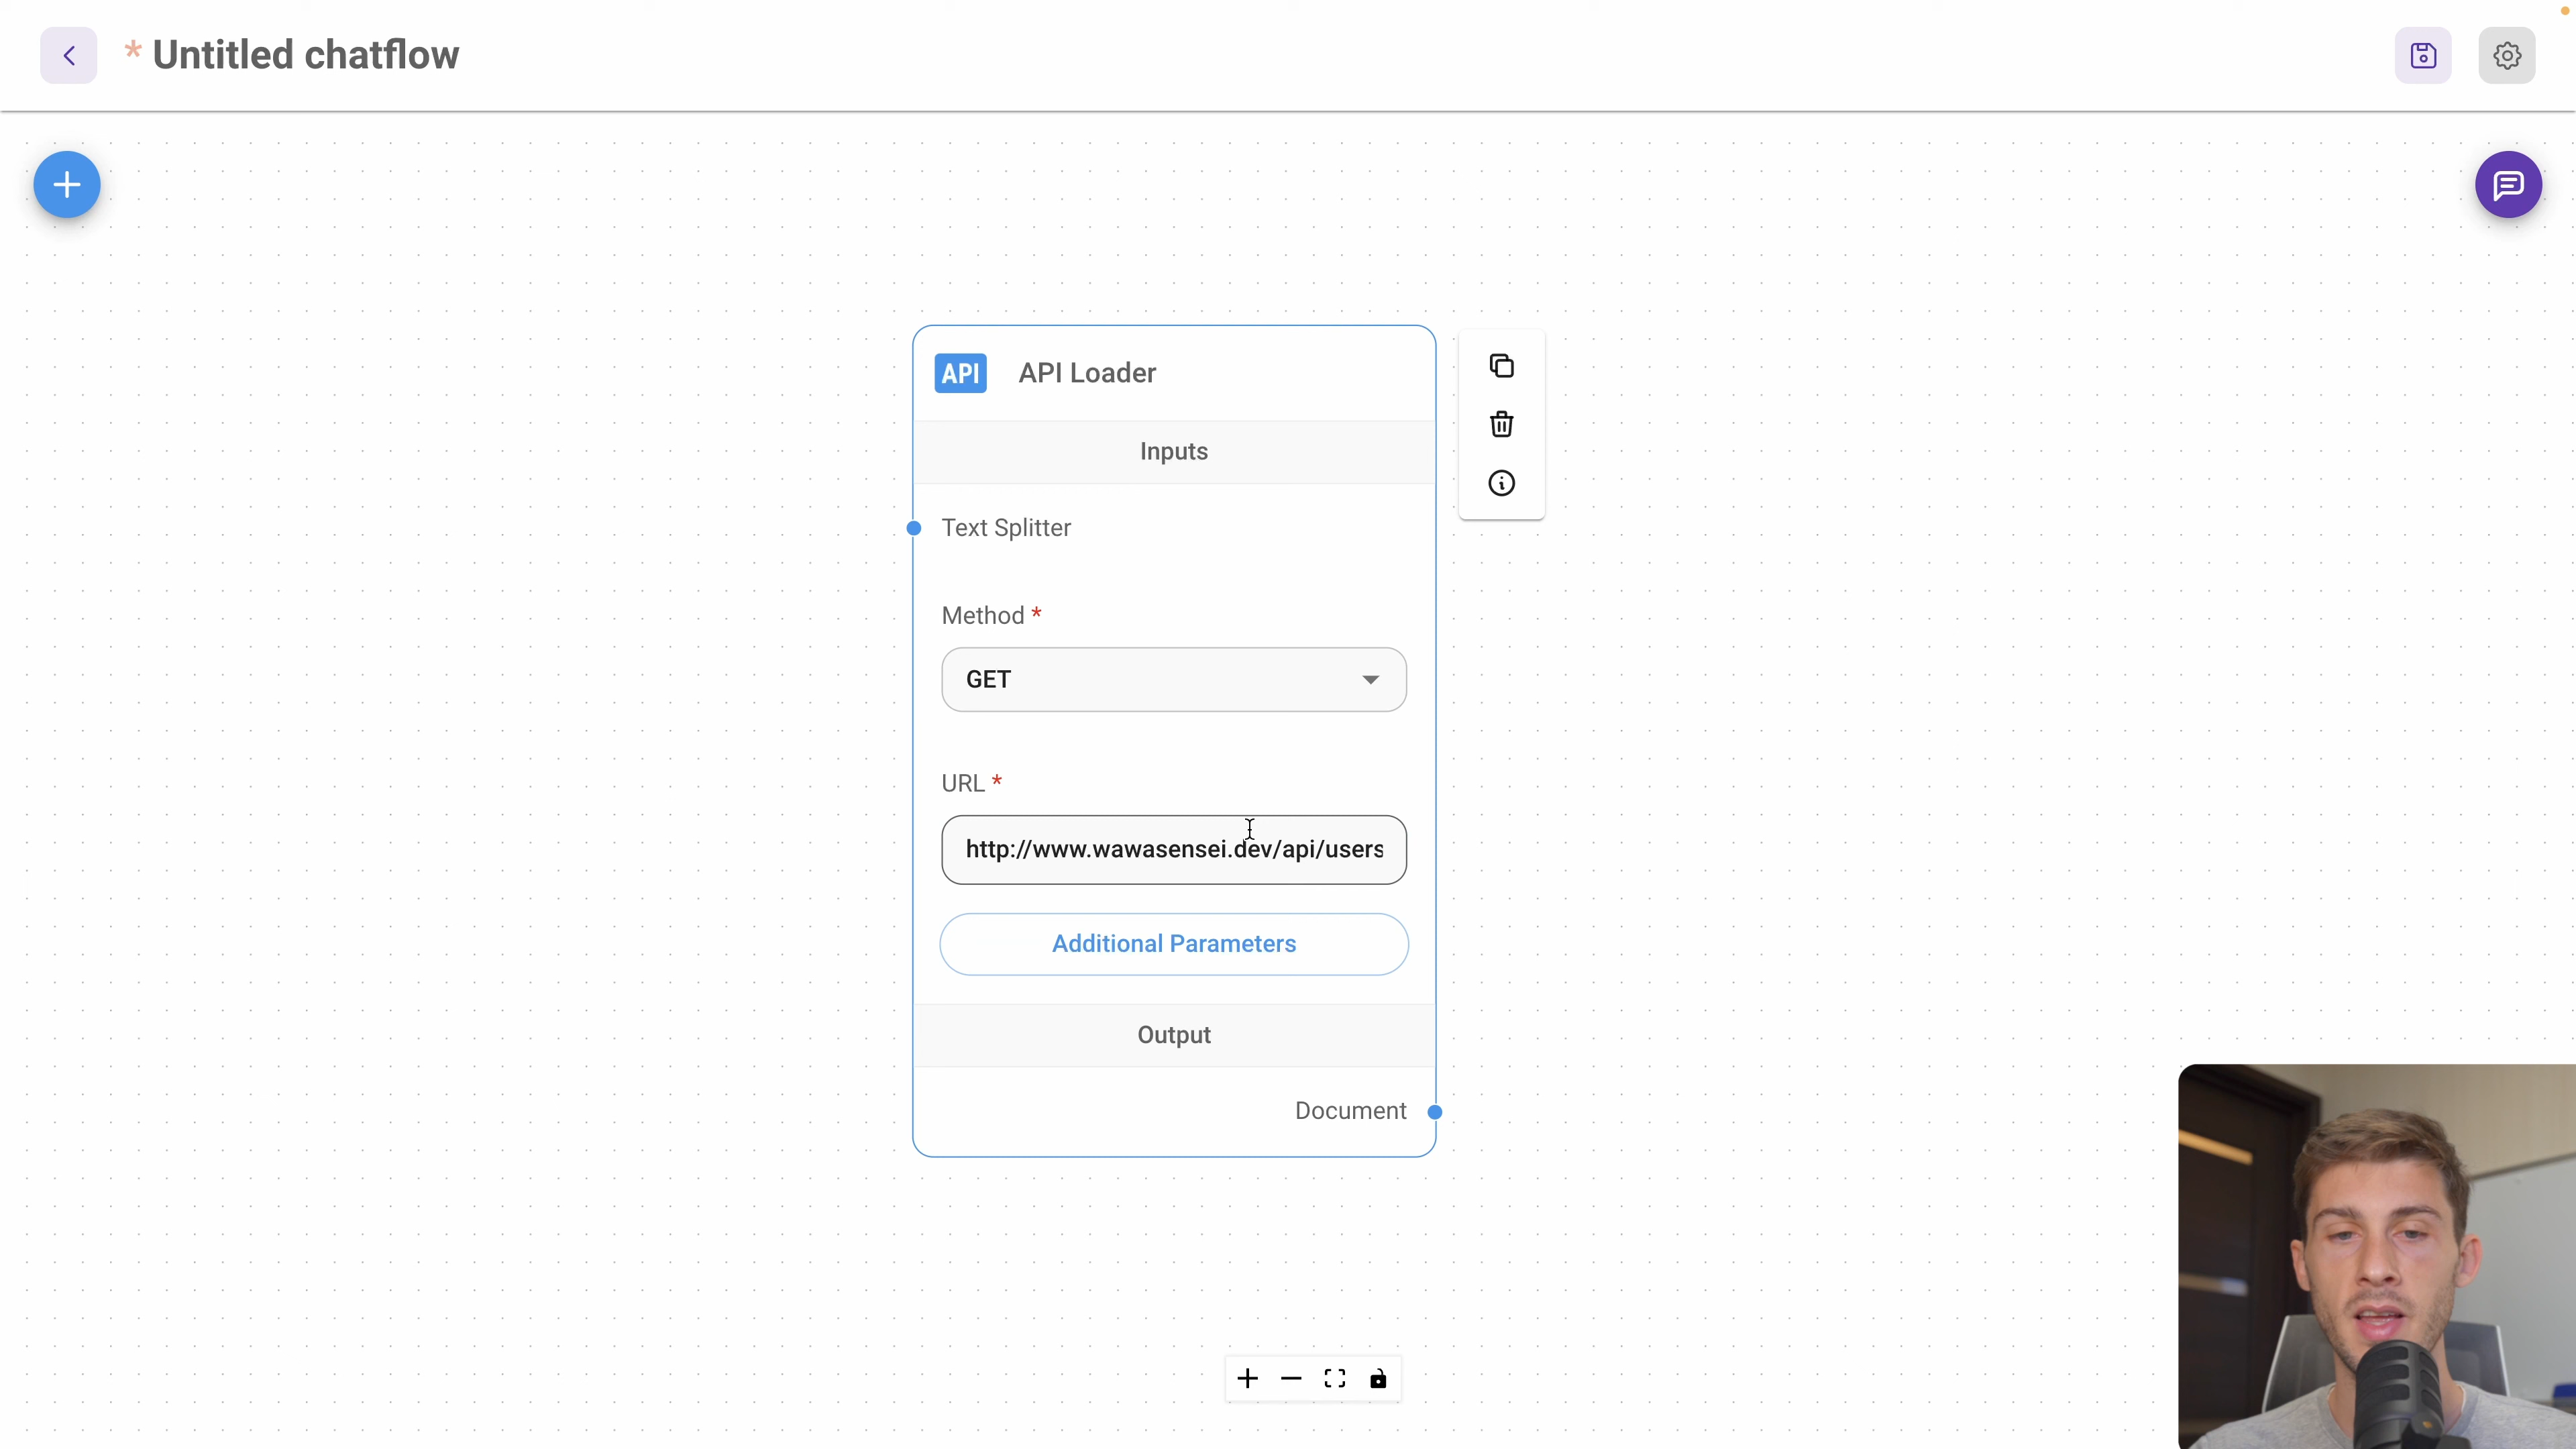 * Untitled chatflow
API API Loader
Inputs
Text Splitter
Method *
GET
URL *
http://www.wawasensei.dev/api/users
Additional Parameters
Output
Document